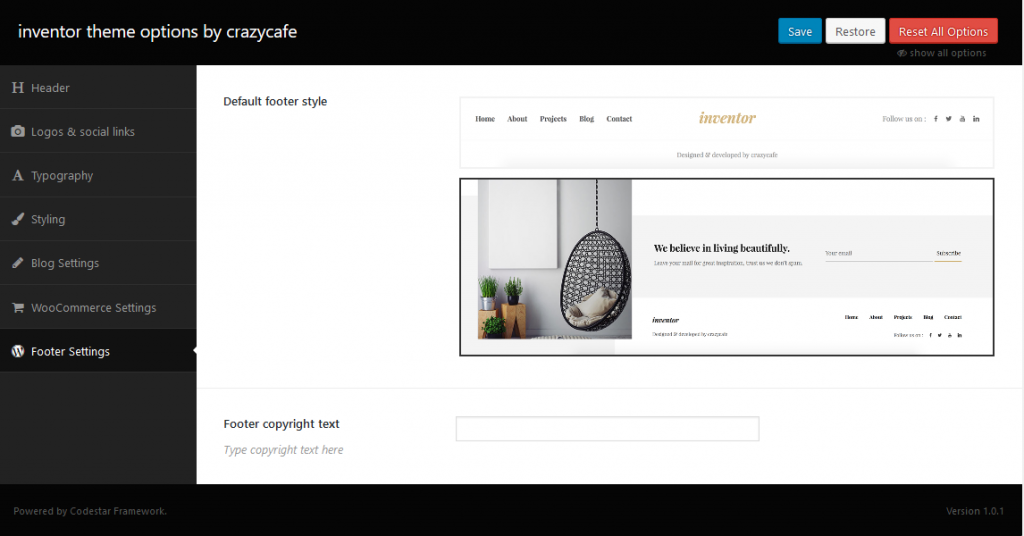 inventor theme options by crazycafe
Save Restore Reset All Options
show all options
Header
Logos & social links
Typography
Styling
Blog Settings
WooCommerce Settings
Footer Settings
Default footer style
Home About Projects Blog Contact inventor Follow us on :
Designed & developed by crazycafe
We believe in living beautifully.
Leave your mail for great inspiration, trust us we don't spam.
Your email Subscribe
inventor
Home About Projects Blog Contact
Designed & developed by crazycafe
Follow us on :
Footer copyright text
Type copyright text here
Powered by Codestar Framework.
Version 1.0.1